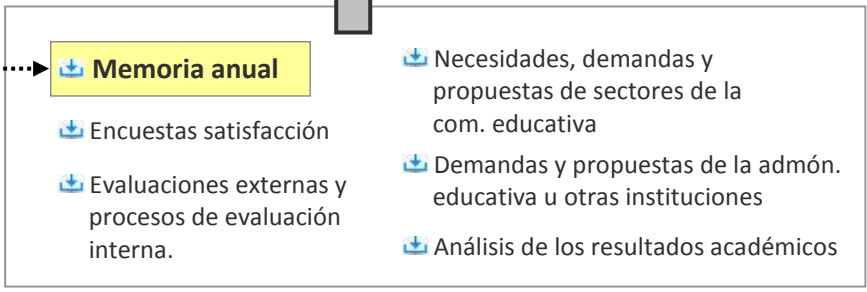 Memoria anual
Encuestas satisfacción
Evaluaciones externas y
procesos de evaluación
interna.
Necesidades, demandas y
propuestas de sectores de la
com. educativa
Demandas y propuestas de la admón.
educativa u otras instituciones
Análisis de los resultados académicos